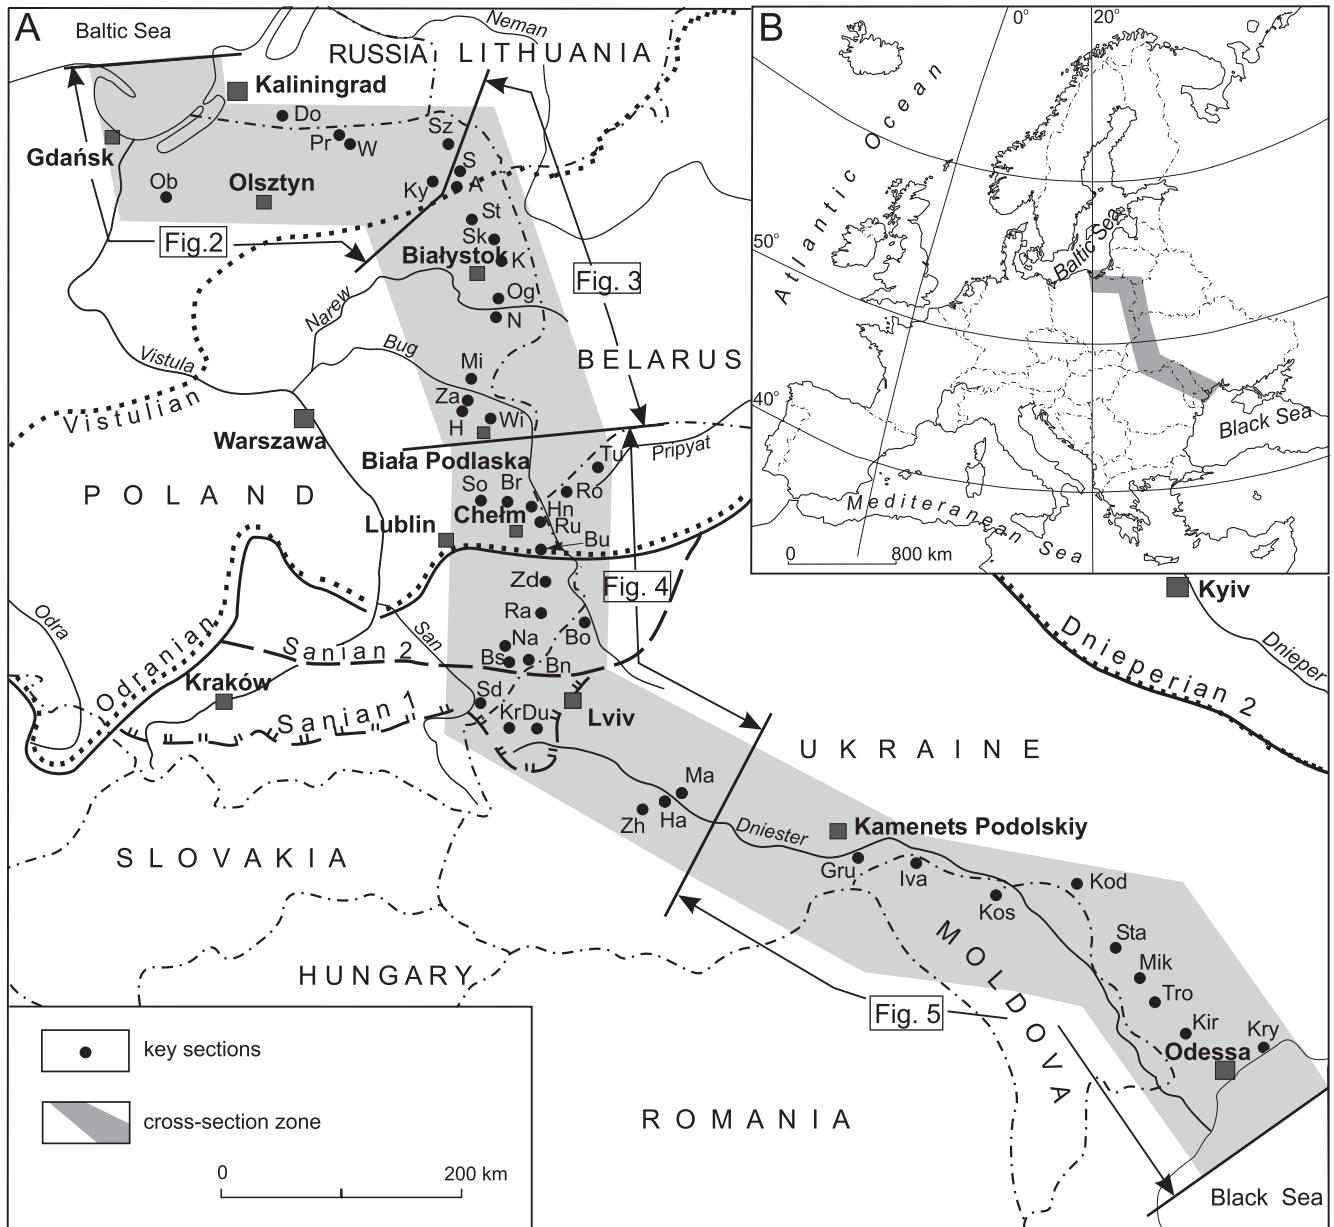 A
Baltic Sea
Neman
RUSSIA
LITHUANIA
Kaliningrad
Do
Pr
W
Sz
Gdańsk
S
A
Ky
Ob
Olsztyn
St
Sk
Fig.2
Białystok
K
Fig. 3
Og
N
Narew
Bug
Vistula
Mi
BELARUS
Za
H
Wi
Vistulian
Warszawa
Biała Podlaska
Tu
Pripyat
POLAND
So
Br
Ro
Hn
Chełm
Lublin
Ru
Bu
Zd
Fig. 4
Ra
Odra
San
Na
Bo
Odranian
Sanian 2
Bs
Bn
Kraków
Sd
Sanian 1
Kr
Du
Lviv
Kyiv
Dnieper
Dnieperian 2
UKRAINE
Ma
Zh
Ha
Dniester
Kamenets Podolskiy
SLOVAKIA
Gru
Iva
Kod
Kos
MOLDOVA
Sta
Mik
HUNGARY
Tro
Fig. 5
Kir
Kry
Odessa
ROMANIA
Black Sea
key sections
cross-section zone
0
200 km
B
0°
20°
Atlantic Ocean
50°
Baltic Sea
40°
Black Sea
Mediteranean Sea
0
800 km